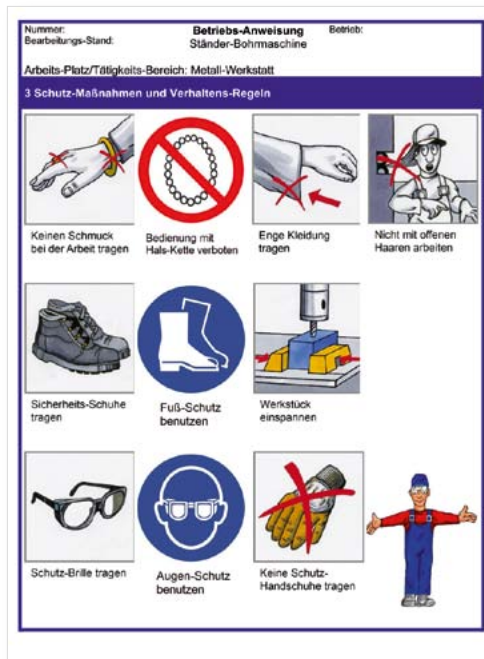 Nummer: Betriebs-Anweisung Betrieb:
Bearbeitungs-Stand: Ständer-Bohrmaschine
Arbeits-Platz/Tätigkeits-Bereich: Metall-Werkstatt
3 Schutz-Maßnahmen und Verhaltens-Regeln
Keinen Schmuck
bei der Arbeit tragen
Bedienung mit
Hals-Kette verboten
Enge Kleidung
tragen
Nicht mit offenen
Haaren arbeiten
Sicherheits-Schuhe
tragen
Fuß-Schutz
benutzen
Werkstück
einspannen
Schutz-Brille tragen
Augen-Schutz
benutzen
Keine Schutz-
Handschuhe tragen